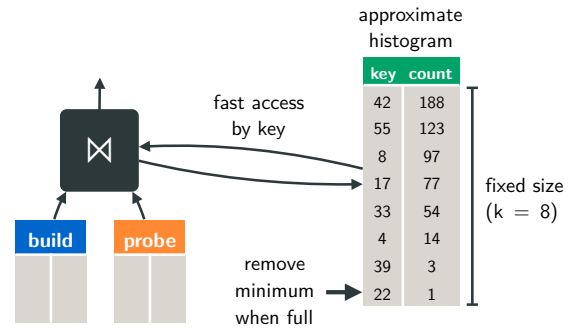 approximate
histogram
key count
42 188
55 123
8 97
17 77
33 54
4 14
39 3
22 1
fast access
by key
⋈
build
probe
fixed size
(k = 8)
remove
minimum
when full